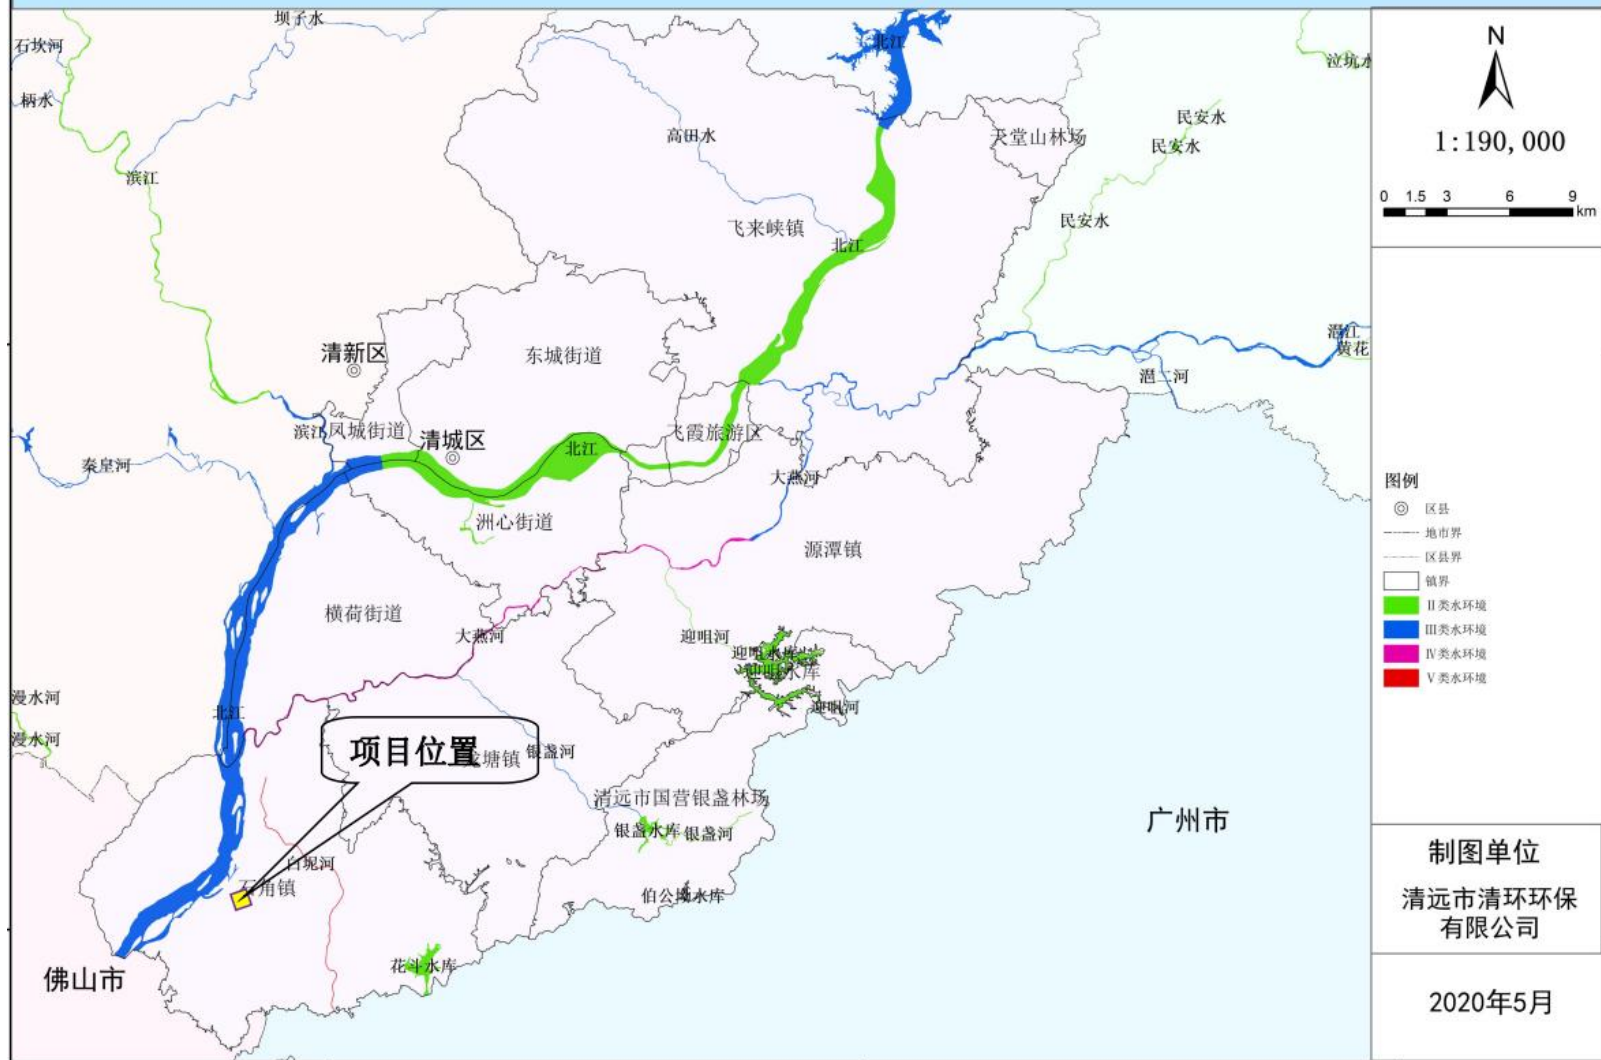 坝子水
北江
石坎河
泣坑水
柄水
高田水
天堂山林场
民安水
民安水
滨江
民安水
飞来峡镇
北江
潖江
黄花
清新区
东城街道
潖二河
滨江
凤城街道
清城区
飞霞旅游区
北江
秦皇河
大燕河
洲心街道
源潭镇
横荷街道
大燕河
迎咀河
迎咀水库
迎咀水库
迎咀河
漫水河
北江
漫水河
项目位置
塘镇
银盏河
清远市国营银盏林场
银盏水库
银盏河
广州市
白坭河
石角镇
伯公坳水库
花斗水库
佛山市
N
1:190,000
0 1.5 3 6 9
km
图例
区县
地市界
区县界
镇界
Ⅱ类水环境
Ⅲ类水环境
Ⅳ类水环境
Ⅴ类水环境
制图单位
清远市清环环保
有限公司
2020年5月